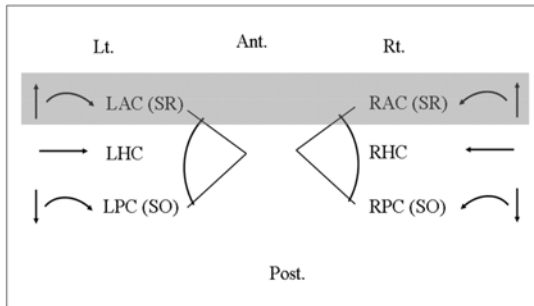 Lt. Ant. Rt.
LAC (SR) RAC (SR)
LHC RHC
LPC (SO) RPC (SO)
Post.